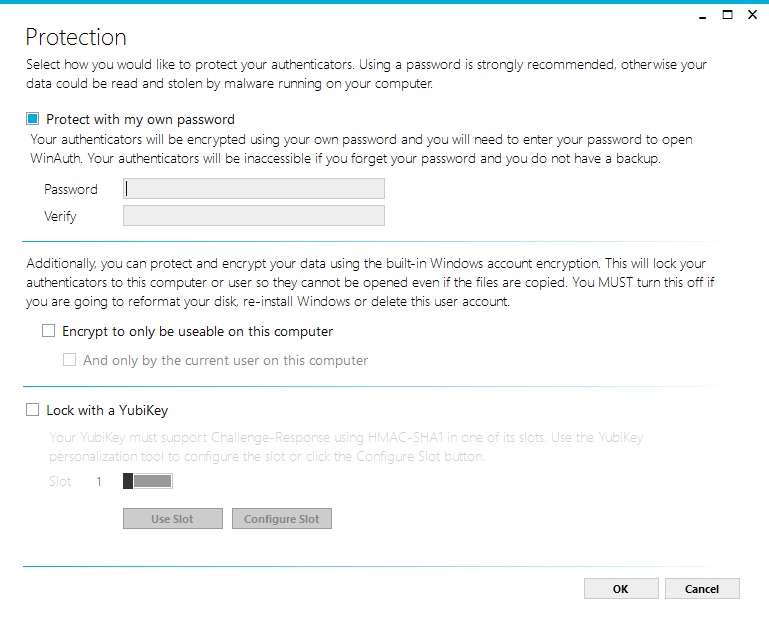 Protection
Select how you would like to protect your authenticators. Using a password is strongly recommended, otherwise your
data could be read and stolen by malware running on your computer.
Protect with my own password
Your authenticators will be encrypted using your own password and you will need to enter your password to open
WinAuth. Your authenticators will be inaccessible if you forget your password and you do not have a backup.
Password
Verify
Additionally, you can protect and encrypt your data using the built-in Windows account encryption. This will lock your
authenticators to this computer or user so they cannot be opened even if the files are copied. You MUST turn this off if
you are going to reformat your disk, re-install Windows or delete this user account.
Encrypt to only be useable on this computer
And only by the current user on this computer
Lock with a YubiKey
Your YubiKey must support Challenge-Response using HMAC-SHA1 in one of its slots. Use the YubiKey
personalization tool to configure the slot or click the Configure Slot button.
Slot 1
Use Slot Configure Slot
OK Cancel